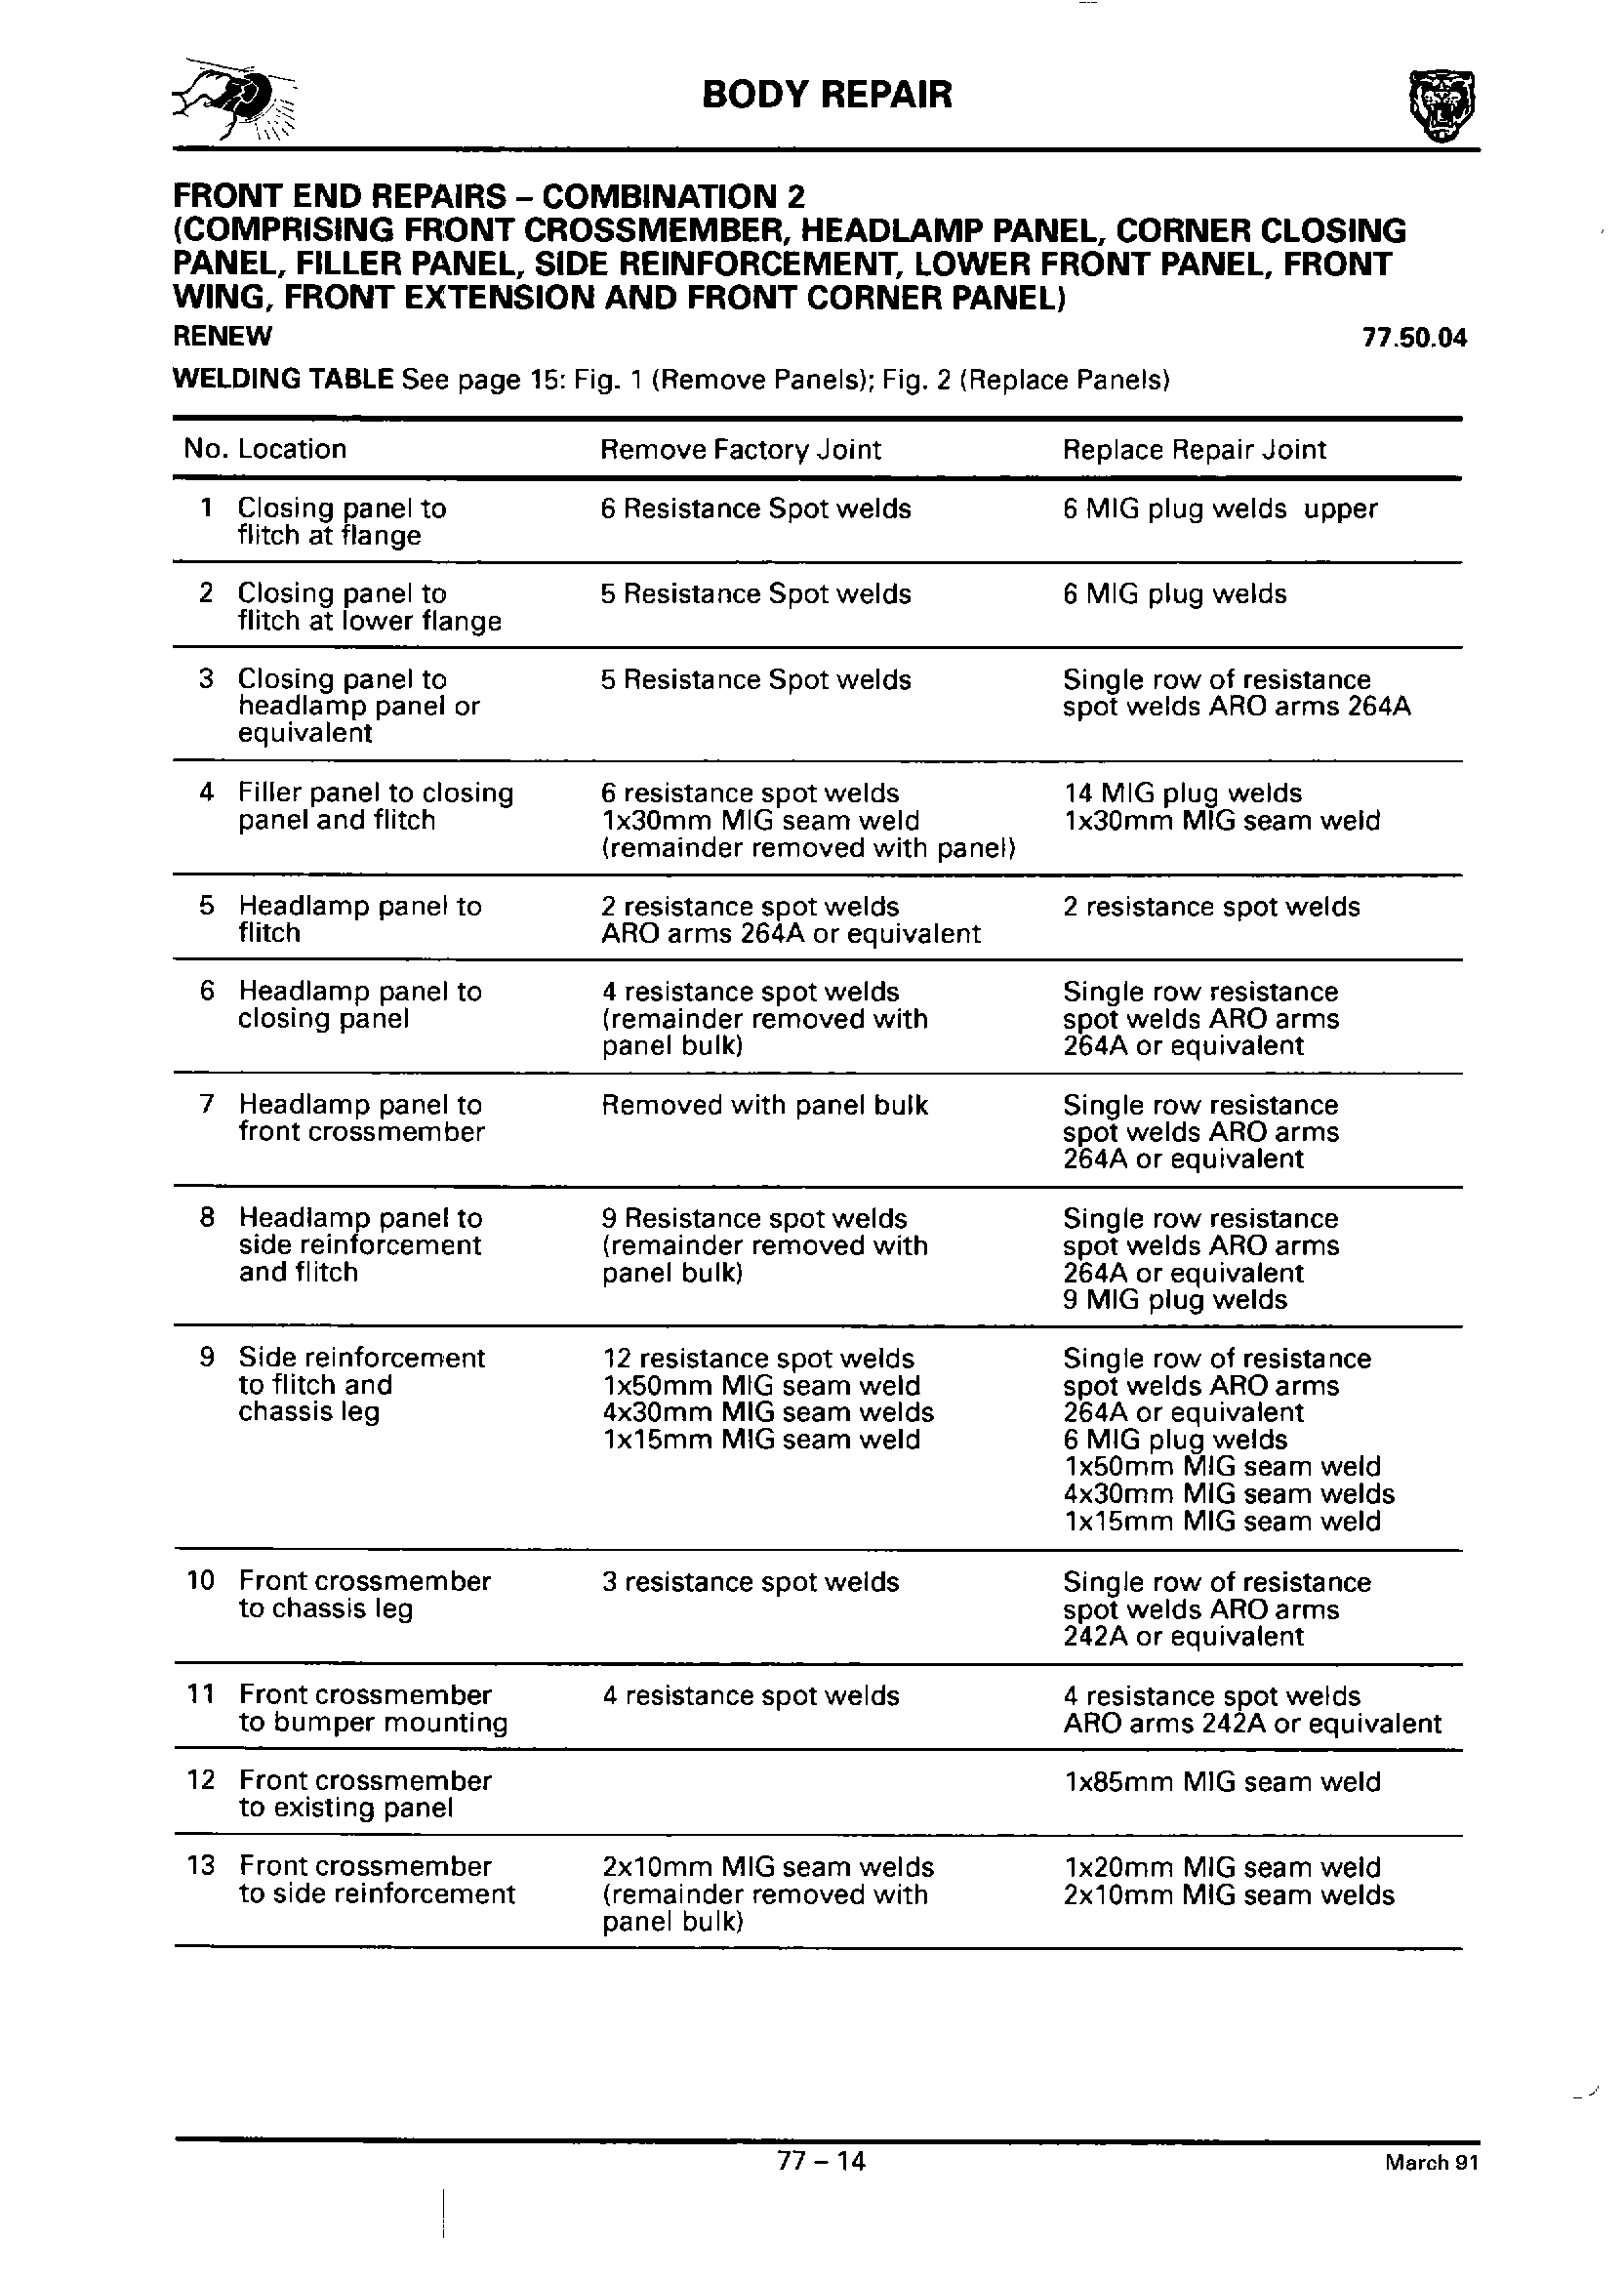 BODY REPAIR
FRONT END REPAIRS – COMBINATION 2
(COMPRISING FRONT CROSSMEMBER, HEADLAMP PANEL, CORNER CLOSING
PANEL, FILLER PANEL, SIDE REINFORCEMENT, LOWER FRONT PANEL, FRONT
WING, FRONT EXTENSION AND FRONT CORNER PANEL)
RENEW 77.50.04
WELDING TABLE See page 15: Fig. 1 (Remove Panels); Fig. 2 (Replace Panels)
No. Location Remove Factory Joint Replace Repair Joint
1 Closing panel to 6 Resistance Spot welds 6 MIG plug welds upper
flitch at flange
2 Closing panel to 5 Resistance Spot welds 6 MIG plug welds
flitch at lower flange
3 Closing panel to 5 Resistance Spot welds Single row of resistance
headlamp panel or spot welds ARO arms 264A
equivalent
4 Filler panel to closing 6 resistance spot welds 14 MIG plug welds
panel and flitch 1x30mm MIG seam weld 1x30mm MIG seam weld
(remainder removed with panel)
5 Headlamp panel to 2 resistance spot welds 2 resistance spot welds
flitch ARO arms 264A or equivalent
6 Headlamp panel to 4 resistance spot welds Single row resistance
closing panel (remainder removed with spot welds ARO arms
panel bulk) 264A or equivalent
7 Headlamp panel to Removed with panel bulk Single row resistance
front crossmember spot welds ARO arms
264A or equivalent
8 Headlamp panel to 9 Resistance spot welds Single row resistance
side reinforcement (remainder removed with spot welds ARO arms
and flitch panel bulk) 264A or equivalent
9 MIG plug welds
9 Side reinforcement 12 resistance spot welds Single row of resistance
to flitch and 1x50mm MIG seam weld spot welds ARO arms
chassis leg 4x30mm MIG seam welds 264A or equivalent
1x15mm MIG seam weld 6 MIG plug welds
1x50mm MIG seam weld
4x30mm MIG seam welds
1x15mm MIG seam weld
10 Front crossmember 3 resistance spot welds Single row of resistance
to chassis leg spot welds ARO arms
242A or equivalent
11 Front crossmember 4 resistance spot welds 4 resistance spot welds
to bumper mounting ARO arms 242A or equivalent
12 Front crossmember 1x85mm MIG seam weld
to existing panel
13 Front crossmember 2x10mm MIG seam welds 1x20mm MIG seam weld
to side reinforcement (remainder removed with 2x10mm MIG seam welds
panel bulk)
77 – 14 March 91